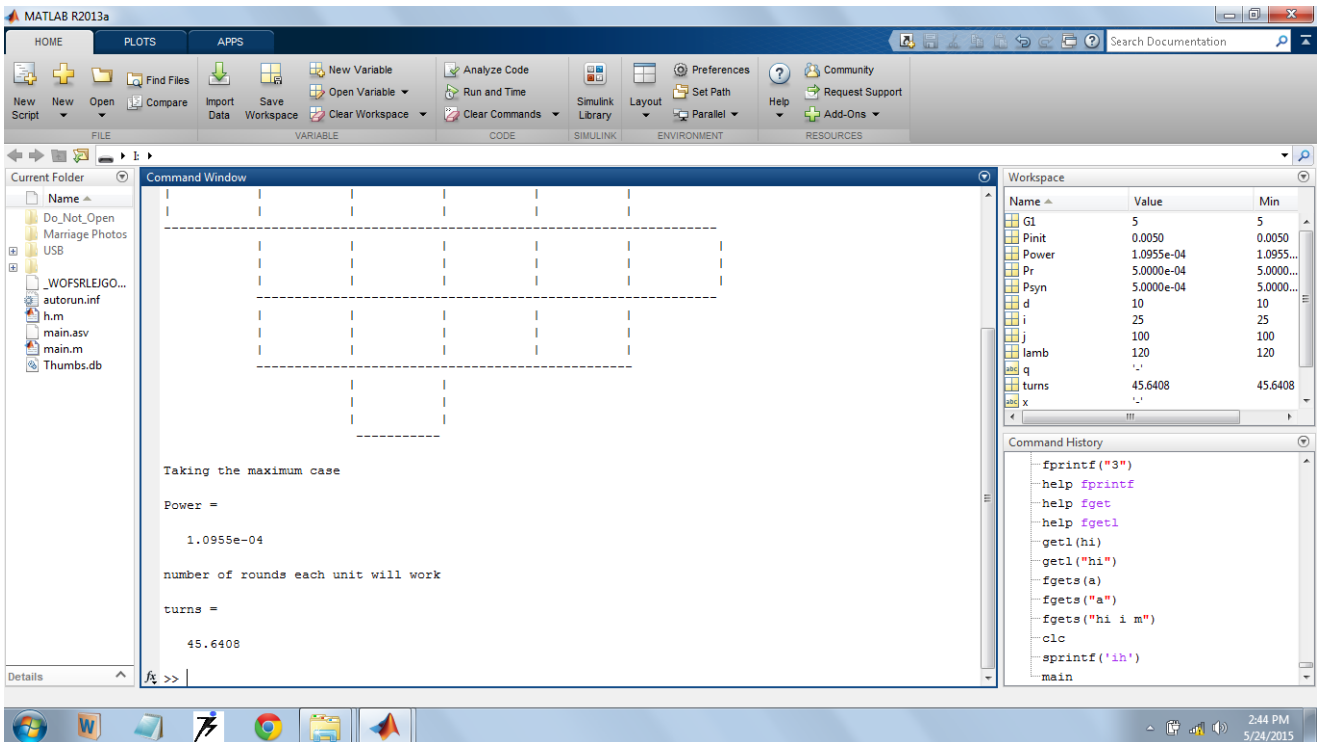 MATLAB R2013a
HOME PLOTS APPS
Search Documentation
New Script
New
Open
Find Files
Compare
Import Data
Save Workspace
New Variable
Open Variable
Clear Workspace
Analyze Code
Run and Time
Clear Commands
Simulink Library
Layout
Preferences
Set Path
Parallel
Help
Community
Request Support
Add-Ons
FILE VARIABLE CODE SIMULINK ENVIRONMENT RESOURCES
I:
Current Folder
Name
Do_Not_Open
Marriage Photos
USB
_WOFSRLEJGO...
autorun.inf
h.m
main.asv
main.m
Thumbs.db
Details
Command Window
Taking the maximum case
Power =
1.0955e-04
number of rounds each unit will work
turns =
45.6408
fx >>
Workspace
Name Value Min
G1 5 5
Pinit 0.0050 0.0050
Power 1.0955e-04 1.0955...
Pr 5.0000e-04 5.0000...
Psyn 5.0000e-04 5.0000...
d 10 10
i 25 25
j 100 100
lamb 120 120
abc q '-'
turns 45.6408 45.6408
abc x '-'
Command History
fprintf("3")
help fprintf
help fget
help fgetl
getl(hi)
getl("hi")
fgets(a)
fgets("a")
fgets("hi i m")
clc
sprintf('ih')
main
2:44 PM
5/24/2015